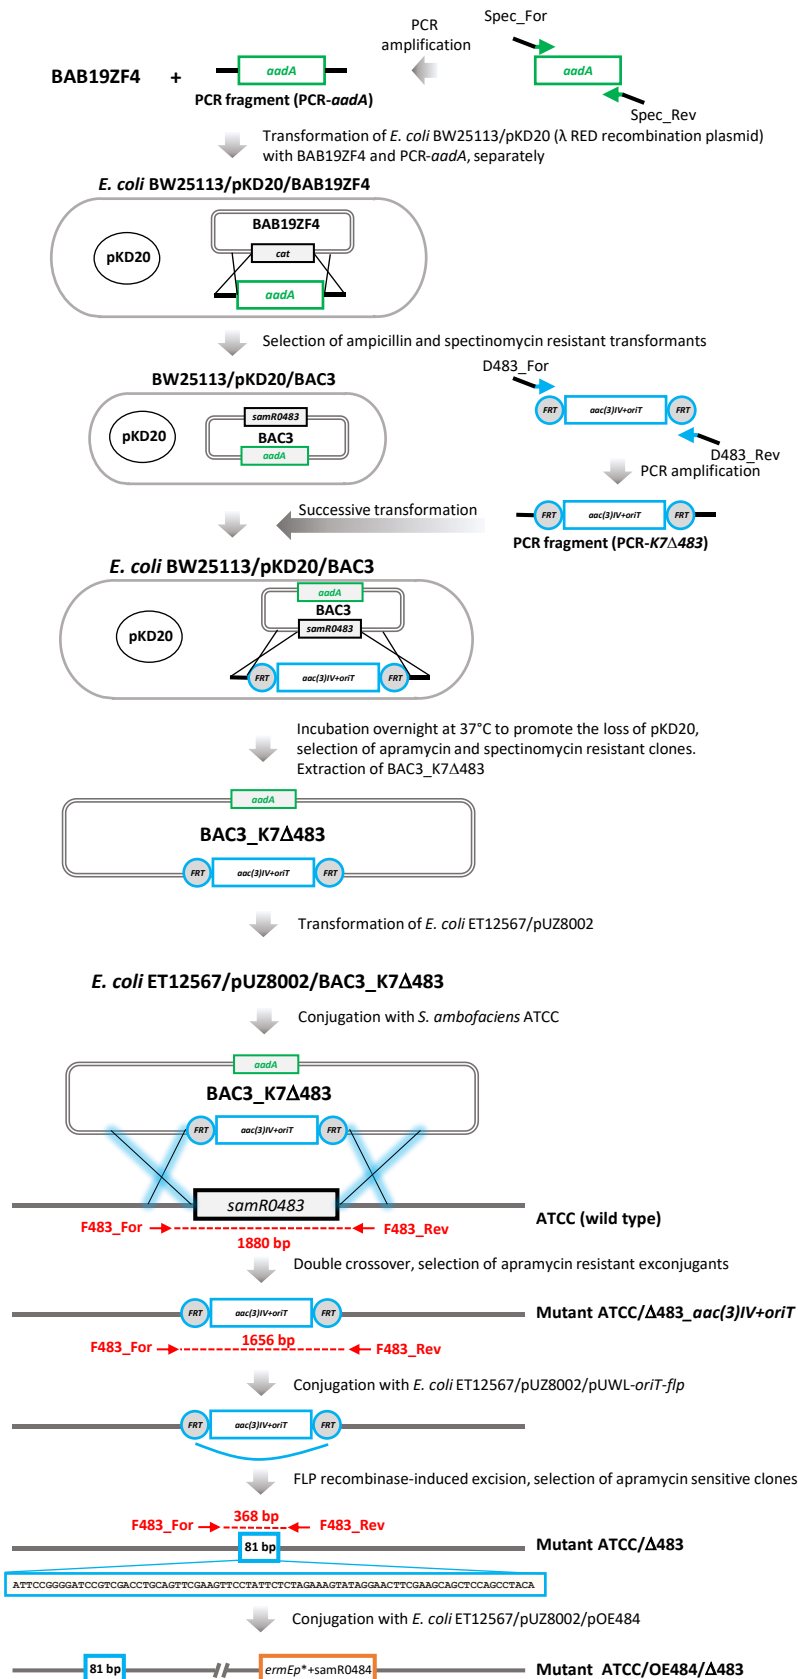 PCR
amplification
Spec_For
BAB19ZF4 + aadA aadA
PCR fragment (PCR-aadA)
Spec_Rev
Transformation of E. coli BW25113/pKD20 (λ RED recombination plasmid)
with BAB19ZF4 and PCR-aadA, separately
E. coli BW25113/pKD20/BAB19ZF4
BAB19ZF4
pKD20 cat
aadA
Selection of ampicillin and spectinomycin resistant transformants
BW25113/pKD20/BAC3
D483_For
samR0483
pKD20 BAC3
aadA
FRT aac(3)IV+oriT FRT
D483_Rev
PCR amplification
Successive transformation
FRT aac(3)IV+oriT FRT
PCR fragment (PCR-K7Δ483)
E. coli BW25113/pKD20/BAC3
aadA
BAC3
pKD20 samR0483
FRT aac(3)IV+oriT FRT
Incubation overnight at 37°C to promote the loss of pKD20,
selection of apramycin and spectinomycin resistant clones.
Extraction of BAC3_K7Δ483
aadA
BAC3_K7Δ483
FRT aac(3)IV+oriT FRT
Transformation of E. coli ET12567/pUZ8002
E. coli ET12567/pUZ8002/BAC3_K7Δ483
Conjugation with S. ambofaciens ATCC
aadA
BAC3_K7Δ483
FRT aac(3)IV+oriT FRT
samR0483
ATCC (wild type)
F483_For F483_Rev
1880 bp
Double crossover, selection of apramycin resistant exconjugants
FRT aac(3)IV+oriT FRT
Mutant ATCC/Δ483_aac(3)IV+oriT
1656 bp
F483_For F483_Rev
Conjugation with E. coli ET12567/pUZ8002/pUWL-oriT-flp
FRT aac(3)IV+oriT FRT
FLP recombinase-induced excision, selection of apramycin sensitive clones
368 bp
F483_For F483_Rev
81 bp
Mutant ATCC/Δ483
ATTCCGGGGATCCGTCGACCTGCAGTTCGAAGTTCCTATTCTCTAGAAAGTATAGGAACTTCGAAGCAGCTCCAGCCTACA
Conjugation with E. coli ET12567/pUZ8002/pOE484
81 bp ermEp*+samR0484 Mutant ATCC/OE484/Δ483